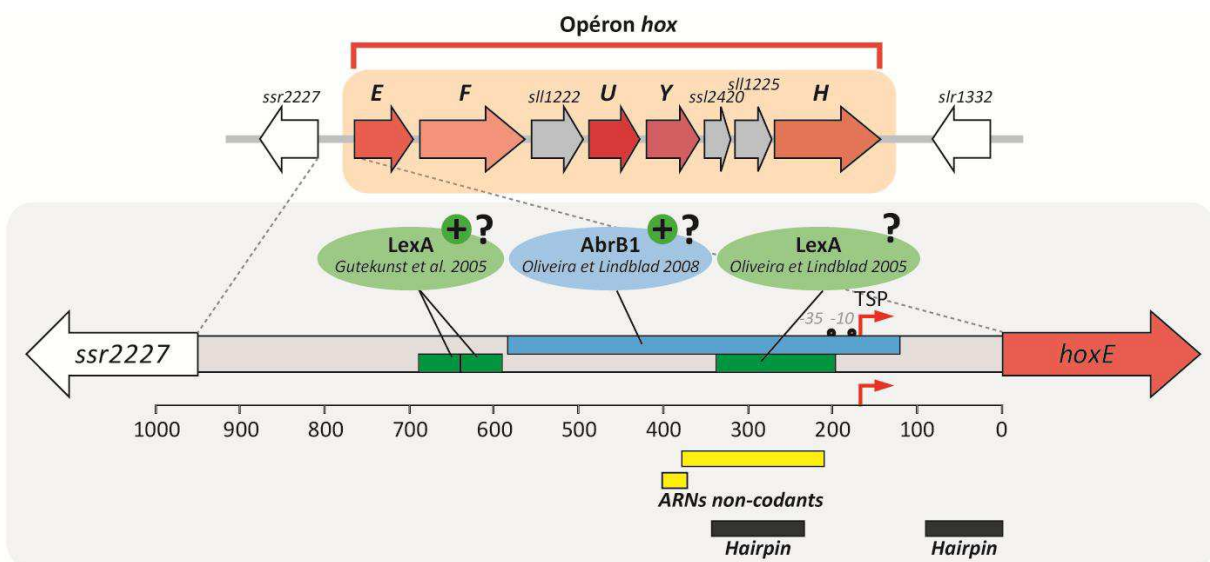 Opéron hox
ssr2227 E F sll1222 U Y ssl2420 sll1225 H slr1332
+ ? + ? ?
LexA AbrB1 LexA
Gutekunst et al. 2005 Oliveira et Lindblad 2008 Oliveira et Lindblad 2005
TSP
-35 -10
ssr2227 hoxE
1000 900 800 700 600 500 400 300 200 100 0
ARNs non-codants
Hairpin Hairpin